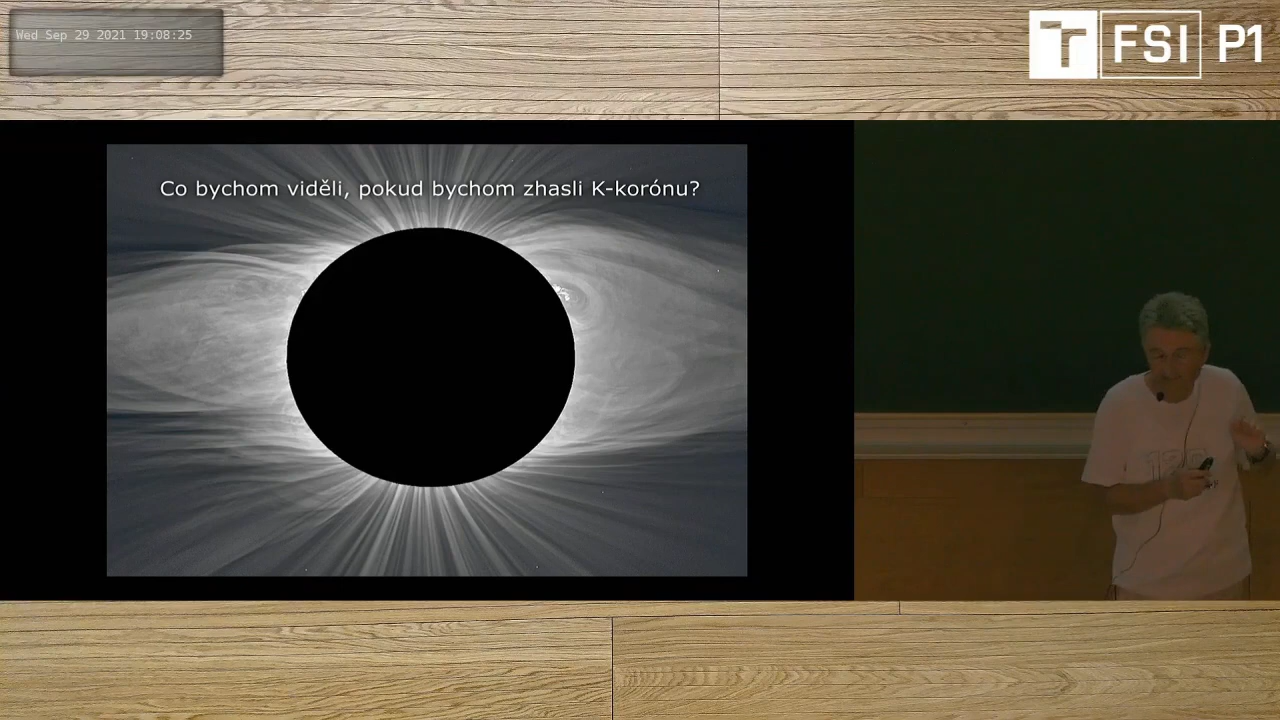 Wed Sep 29 2021 19:08:25
FSI P1
Co bychom viděli, pokud bychom zhasli K-korónu?